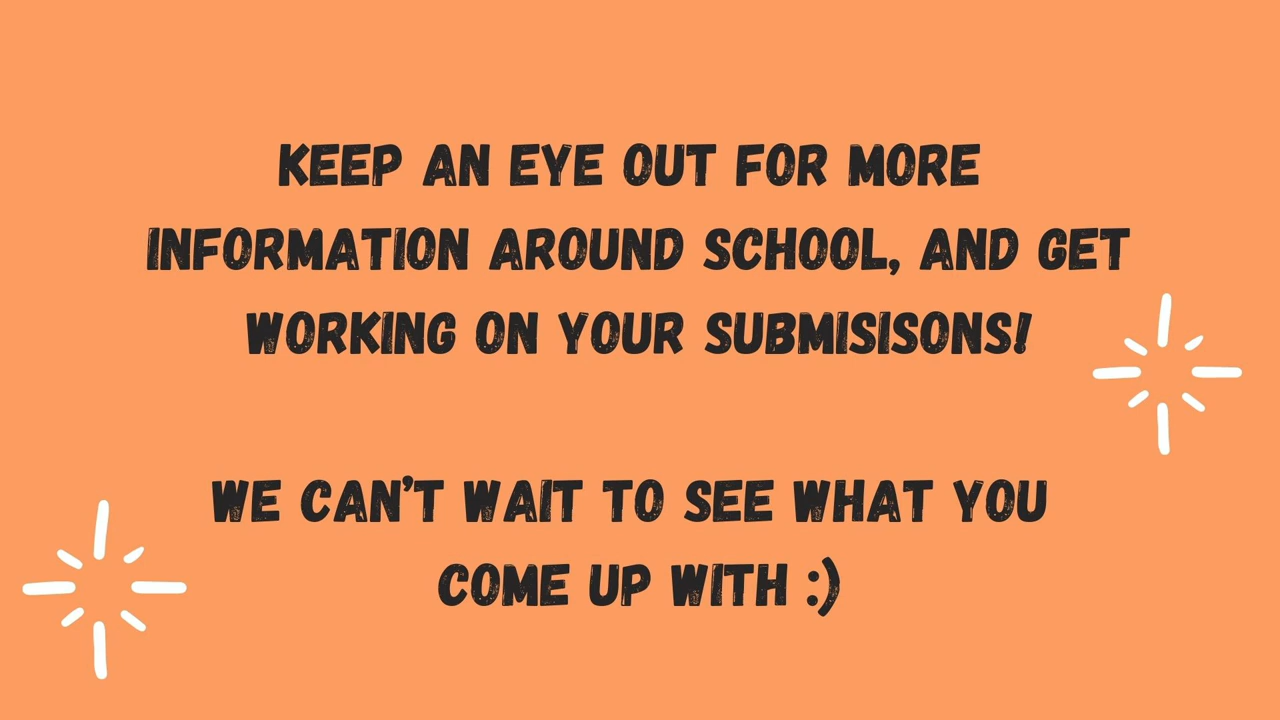 KEEP AN EYE OUT FOR MORE
INFORMATION AROUND SCHOOL, AND GET
WORKING ON YOUR SUBMISISONS!
WE CAN'T WAIT TO SEE WHAT YOU
COME UP WITH :)